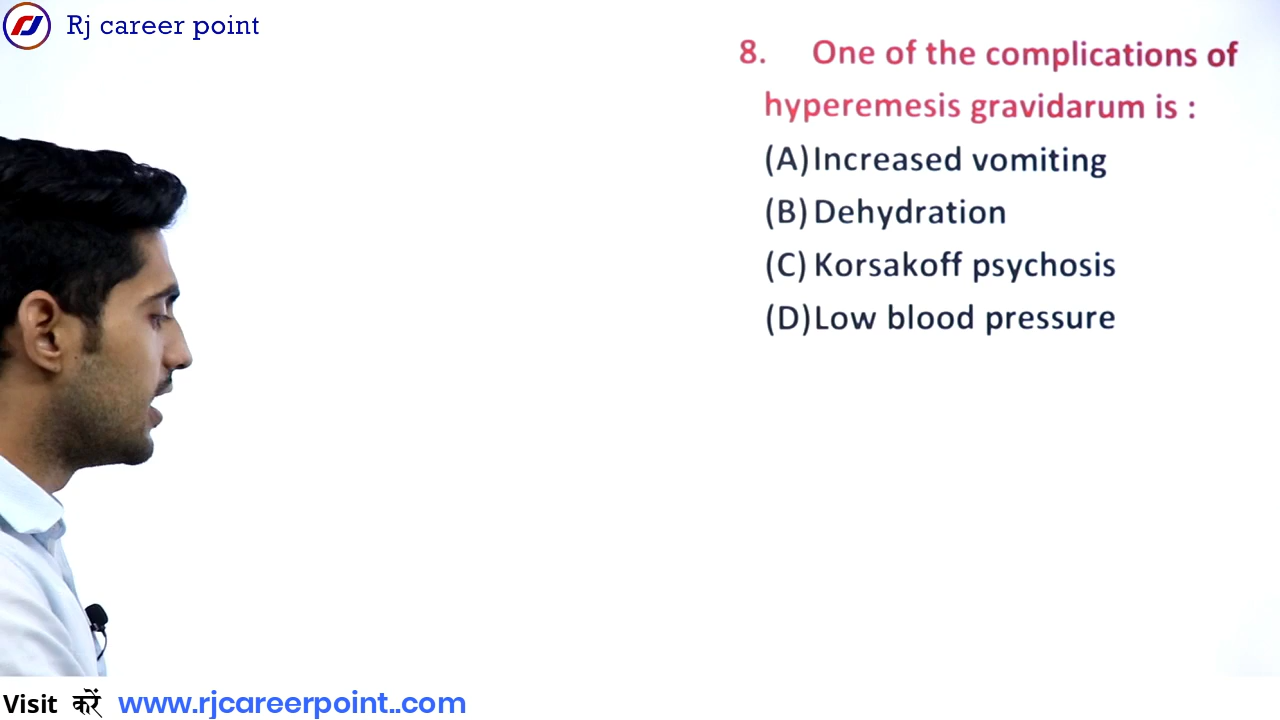 Rj career point
8. One of the complications of
hyperemesis gravidarum is :
(A) Increased vomiting
(B) Dehydration
(C) Korsakoff psychosis
(D) Low blood pressure
Visit करें www.rjcareerpoint..com